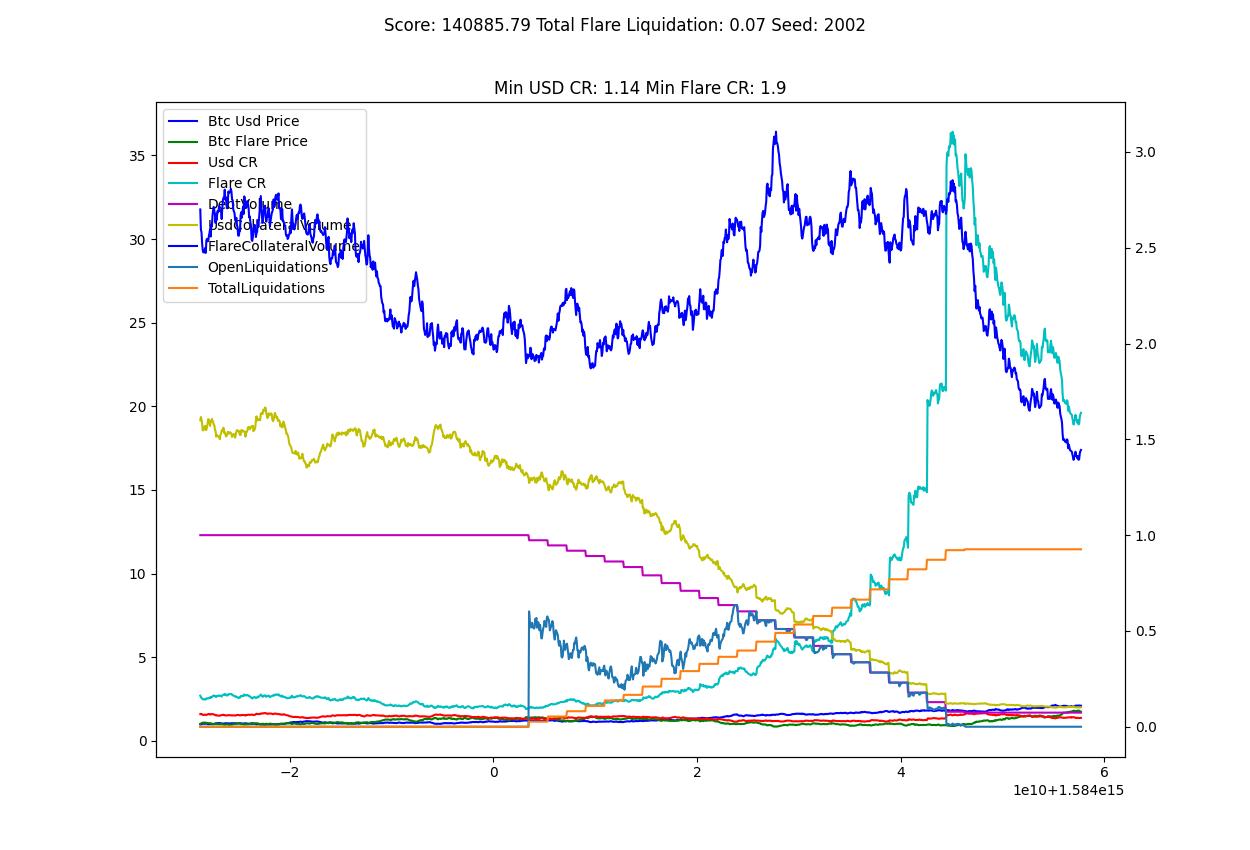 Score: 140885.79 Total Flare Liquidation: 0.07 Seed: 2002
Min USD CR: 1.14 Min Flare CR: 1.9
Btc Usd Price
Btc Flare Price
Usd CR
Flare CR
DebtVolume
UsdCollateralVolume
FlareCollateralVolume
OpenLiquidations
TotalLiquidations
35
30
25
20
15
10
5
0
3.0
2.5
2.0
1.5
1.0
0.5
0.0
−2
0
2
4
6
1e10+1.584e15